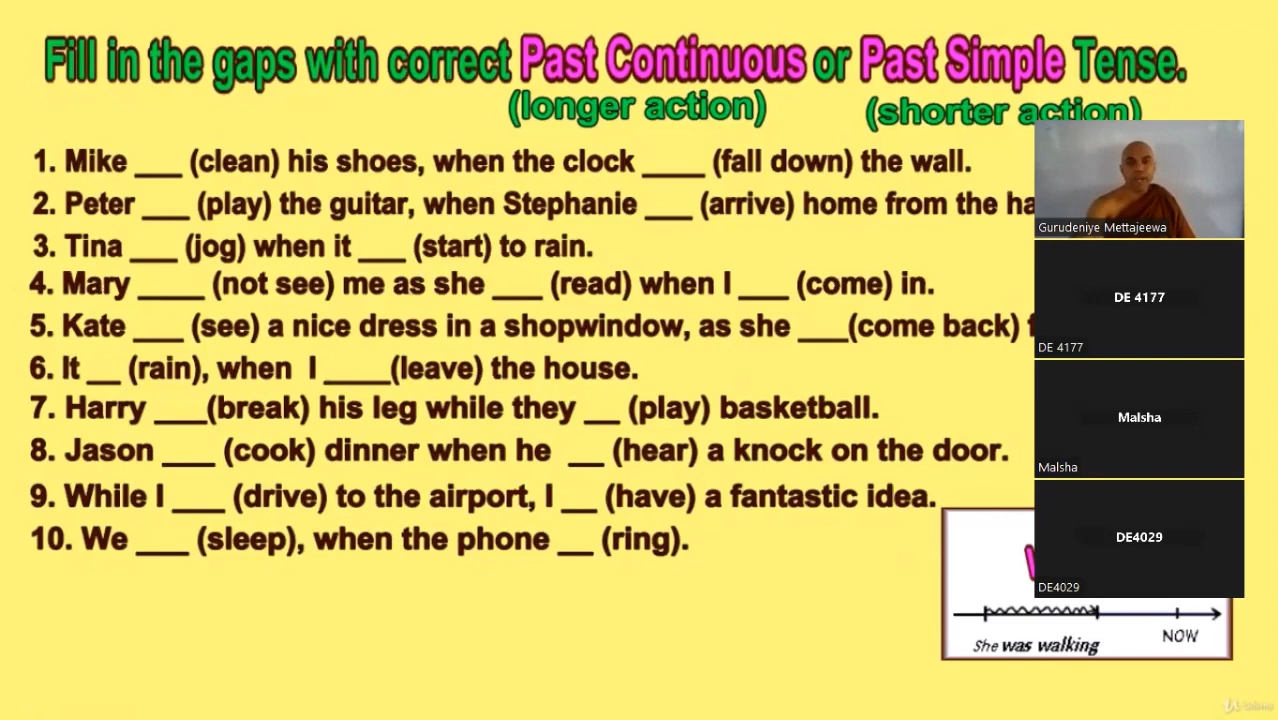 Fill in the gaps with correct Past Continuous or Past Simple Tense.
(longer action) (shorter action)
1. Mike ___ (clean) his shoes, when the clock ____ (fall down) the wall.
2. Peter ___ (play) the guitar, when Stephanie ___ (arrive) home from the
3. Tina ___ (jog) when it ___ (start) to rain.
4. Mary ____ (not see) me as she ___ (read) when I ___ (come) in.
5. Kate ___ (see) a nice dress in a shopwindow, as she ___(come back)
6. It __ (rain), when I ____(leave) the house.
7. Harry ___(break) his leg while they __ (play) basketball.
8. Jason ___ (cook) dinner when he __ (hear) a knock on the door.
9. While I ___ (drive) to the airport, I __ (have) a fantastic idea.
10. We ___ (sleep), when the phone __ (ring).
She was walking
NOW
Gurudeniye Mettajeewa
DE 4177
DE 4177
Malsha
Malsha
DE4029
DE4029